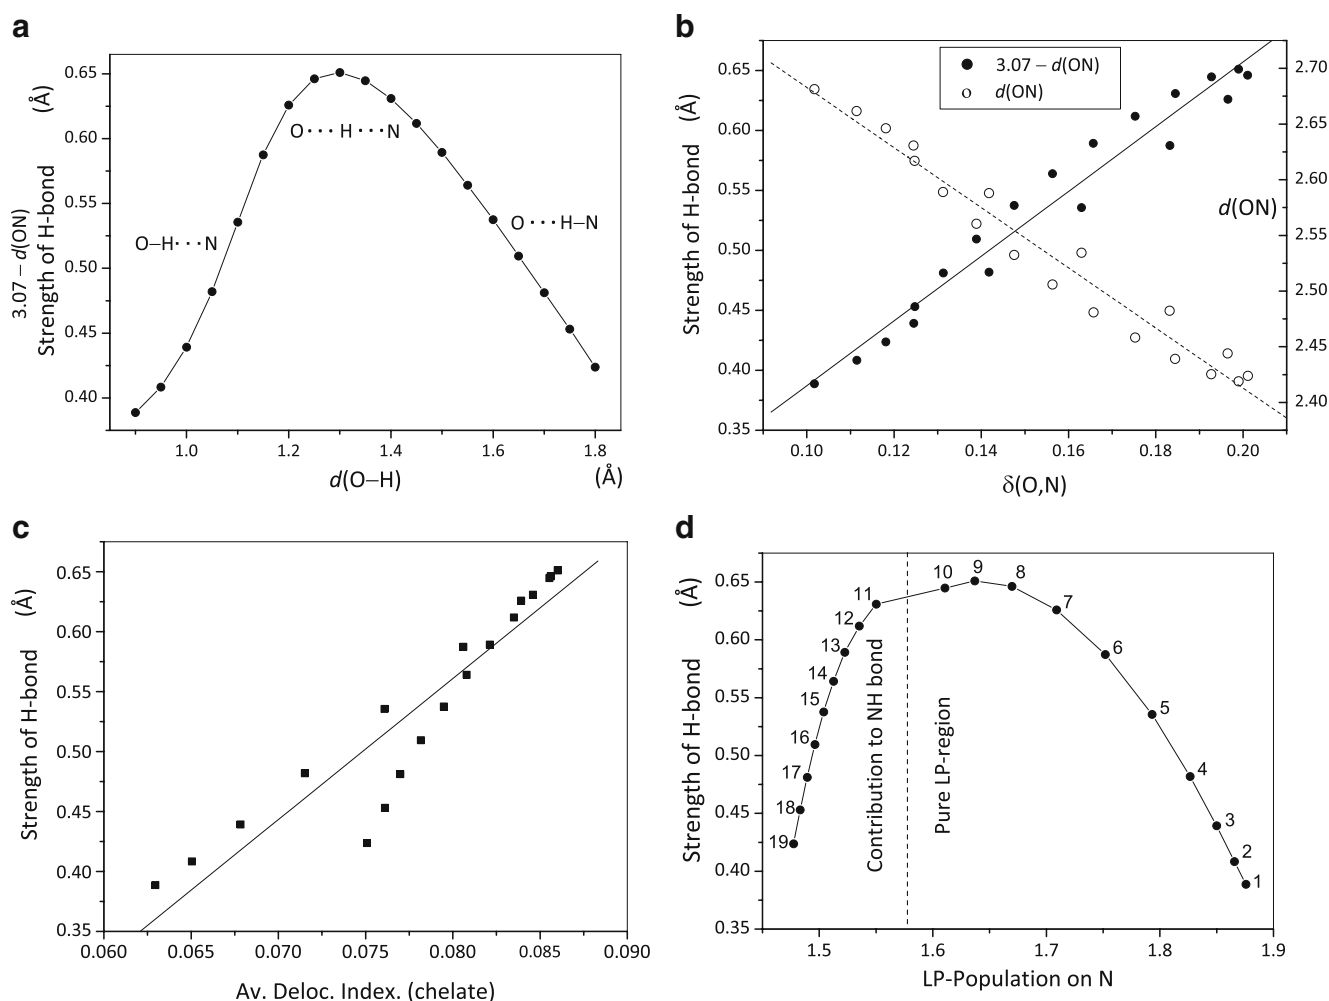 a
3.07 – d(ON)
Strength of H-bond (Å)
0.65
0.60
0.55
0.50
0.45
0.40
O···H···N
O–H···N
O···H–N
1.0 1.2 1.4 1.6 1.8
d(O–H) (Å)
b
Strength of H-bond (Å)
0.65
0.60
0.55
0.50
0.45
0.40
0.35
3.07 – d(ON)
d(ON)
2.70
2.65
2.60
d(ON)
2.55
2.50
2.45
2.40
0.10 0.12 0.14 0.16 0.18 0.20
δ(O,N)
c
Strength of H-bond (Å)
0.65
0.60
0.55
0.50
0.45
0.40
0.35
0.060 0.070 0.075 0.080 0.085 0.090
Av. Deloc. Index. (chelate)
d
Strength of H-bond (Å)
0.65
0.60
0.55
0.50
0.45
0.40
0.35
19
18
17
16
15
14
13
12
11
10
9
8
7
6
5
4
3
2
1
Contribution to NH bond
Pure LP-region
1.5 1.6 1.7 1.8 1.9
LP-Population on N